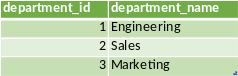 department_id department_name
1 Engineering
2 Sales
3 Marketing